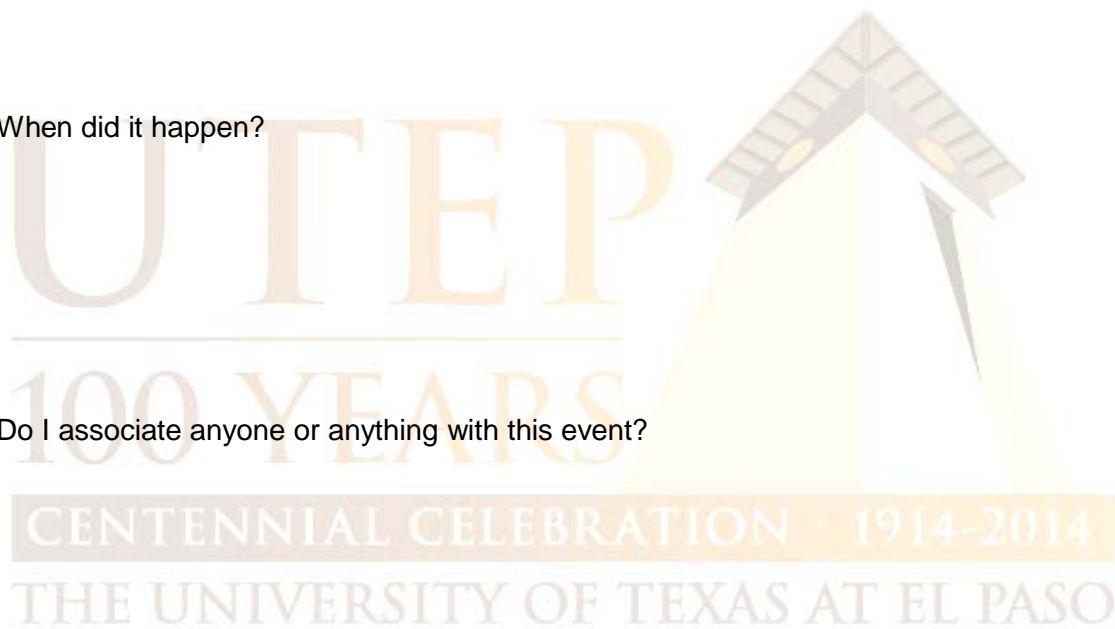 When did it happen?
UTEP
100 YEARS
Do I associate anyone or anything with this event?
CENTENNIAL CELEBRATION · 1914-2014
THE UNIVERSITY OF TEXAS AT EL PASO